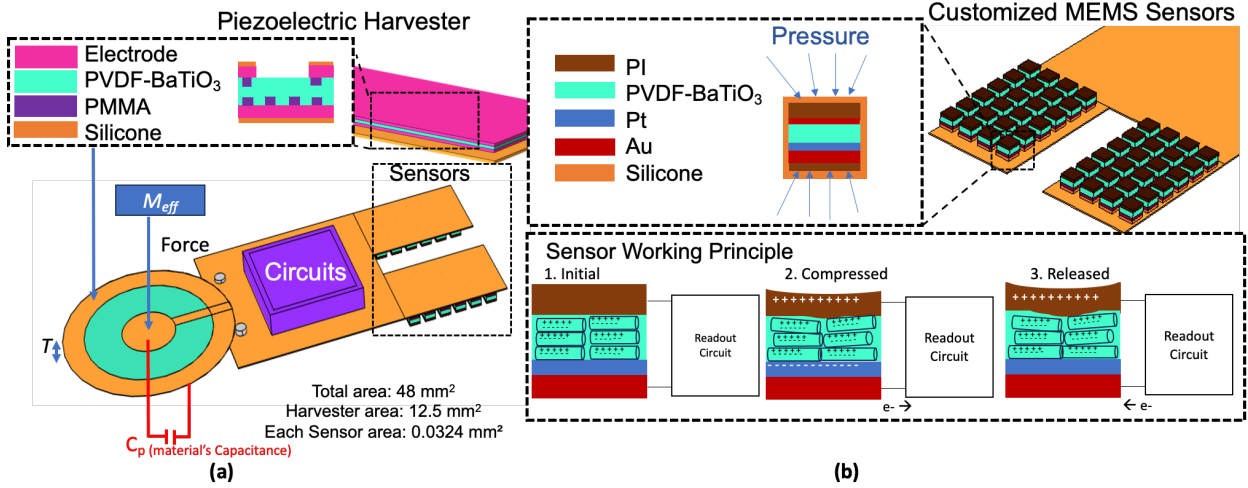 Piezoelectric Harvester
Electrode
PVDF-BaTiO₃
PMMA
Silicone
Sensors
M_eff
Force
Circuits
T
Total area: 48 mm²
Harvester area: 12.5 mm²
Each Sensor area: 0.0324 mm²
C_p (material's Capacitance)
(a)
Customized MEMS Sensors
Pressure
PI
PVDF-BaTiO₃
Pt
Au
Silicone
Sensor Working Principle
1. Initial
2. Compressed
3. Released
Readout
Circuit
Readout
Circuit
Readout
Circuit
e-
e-
(b)